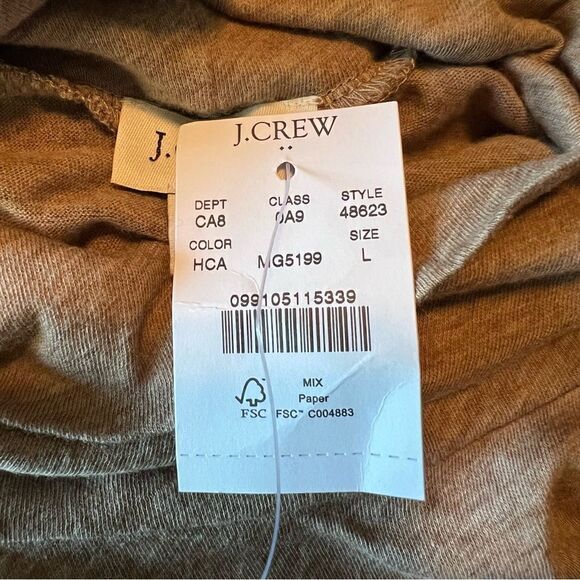 J.CREW
J.
DEPT CLASS STYLE
CA8 0A9 48623
COLOR SIZE
HCA MG5199 L
099105115339
MIX
Paper
FSC FSC™ C004883